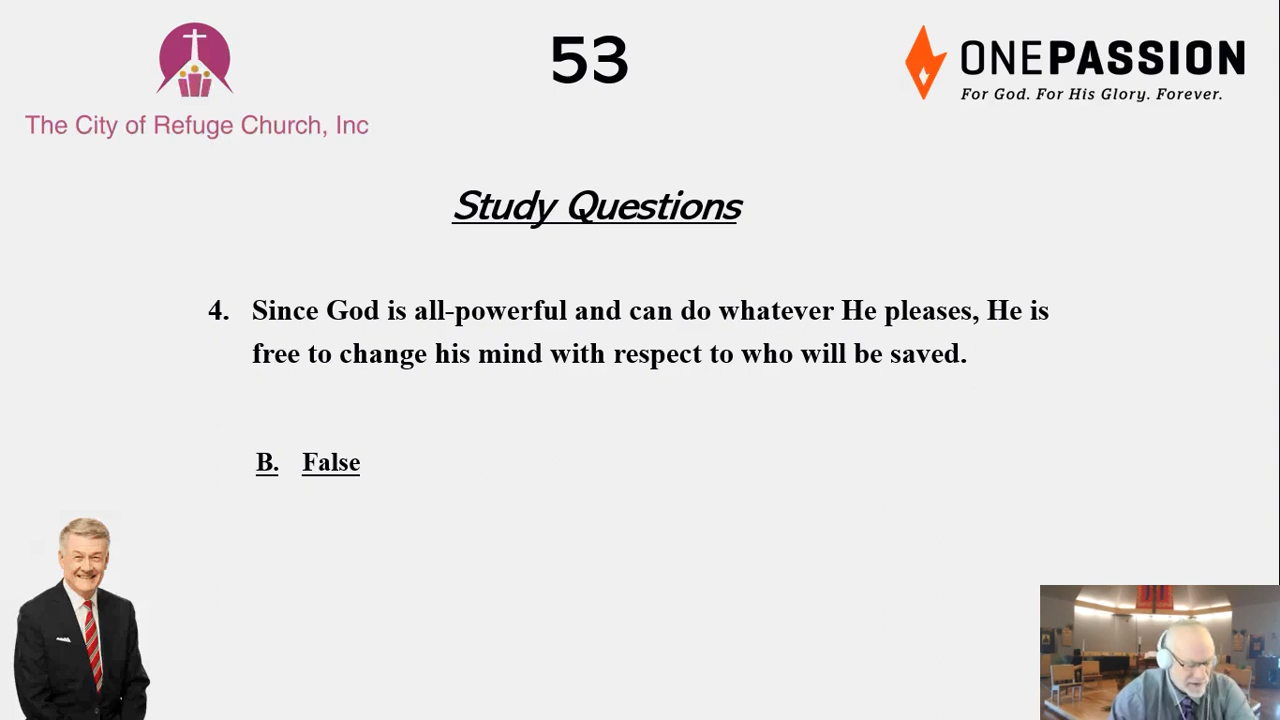 53
ONEPASSION
For God. For His Glory. Forever.
The City of Refuge Church, Inc
Study Questions
4. Since God is all-powerful and can do whatever He pleases, He is
free to change his mind with respect to who will be saved.
B. False